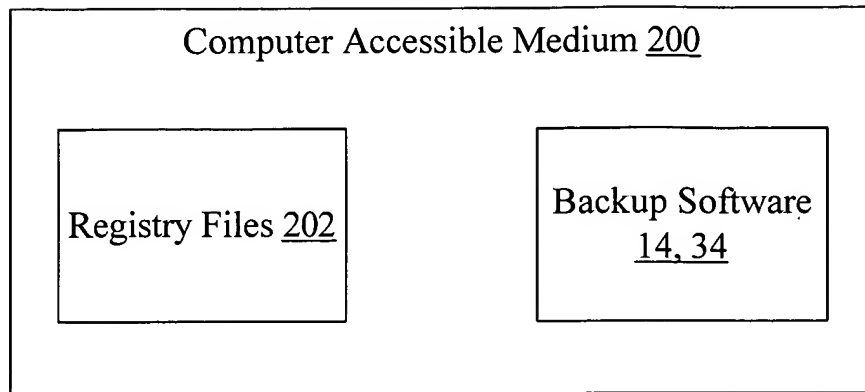 Computer Accessible Medium 200
Registry Files 202
Backup Software
14, 34